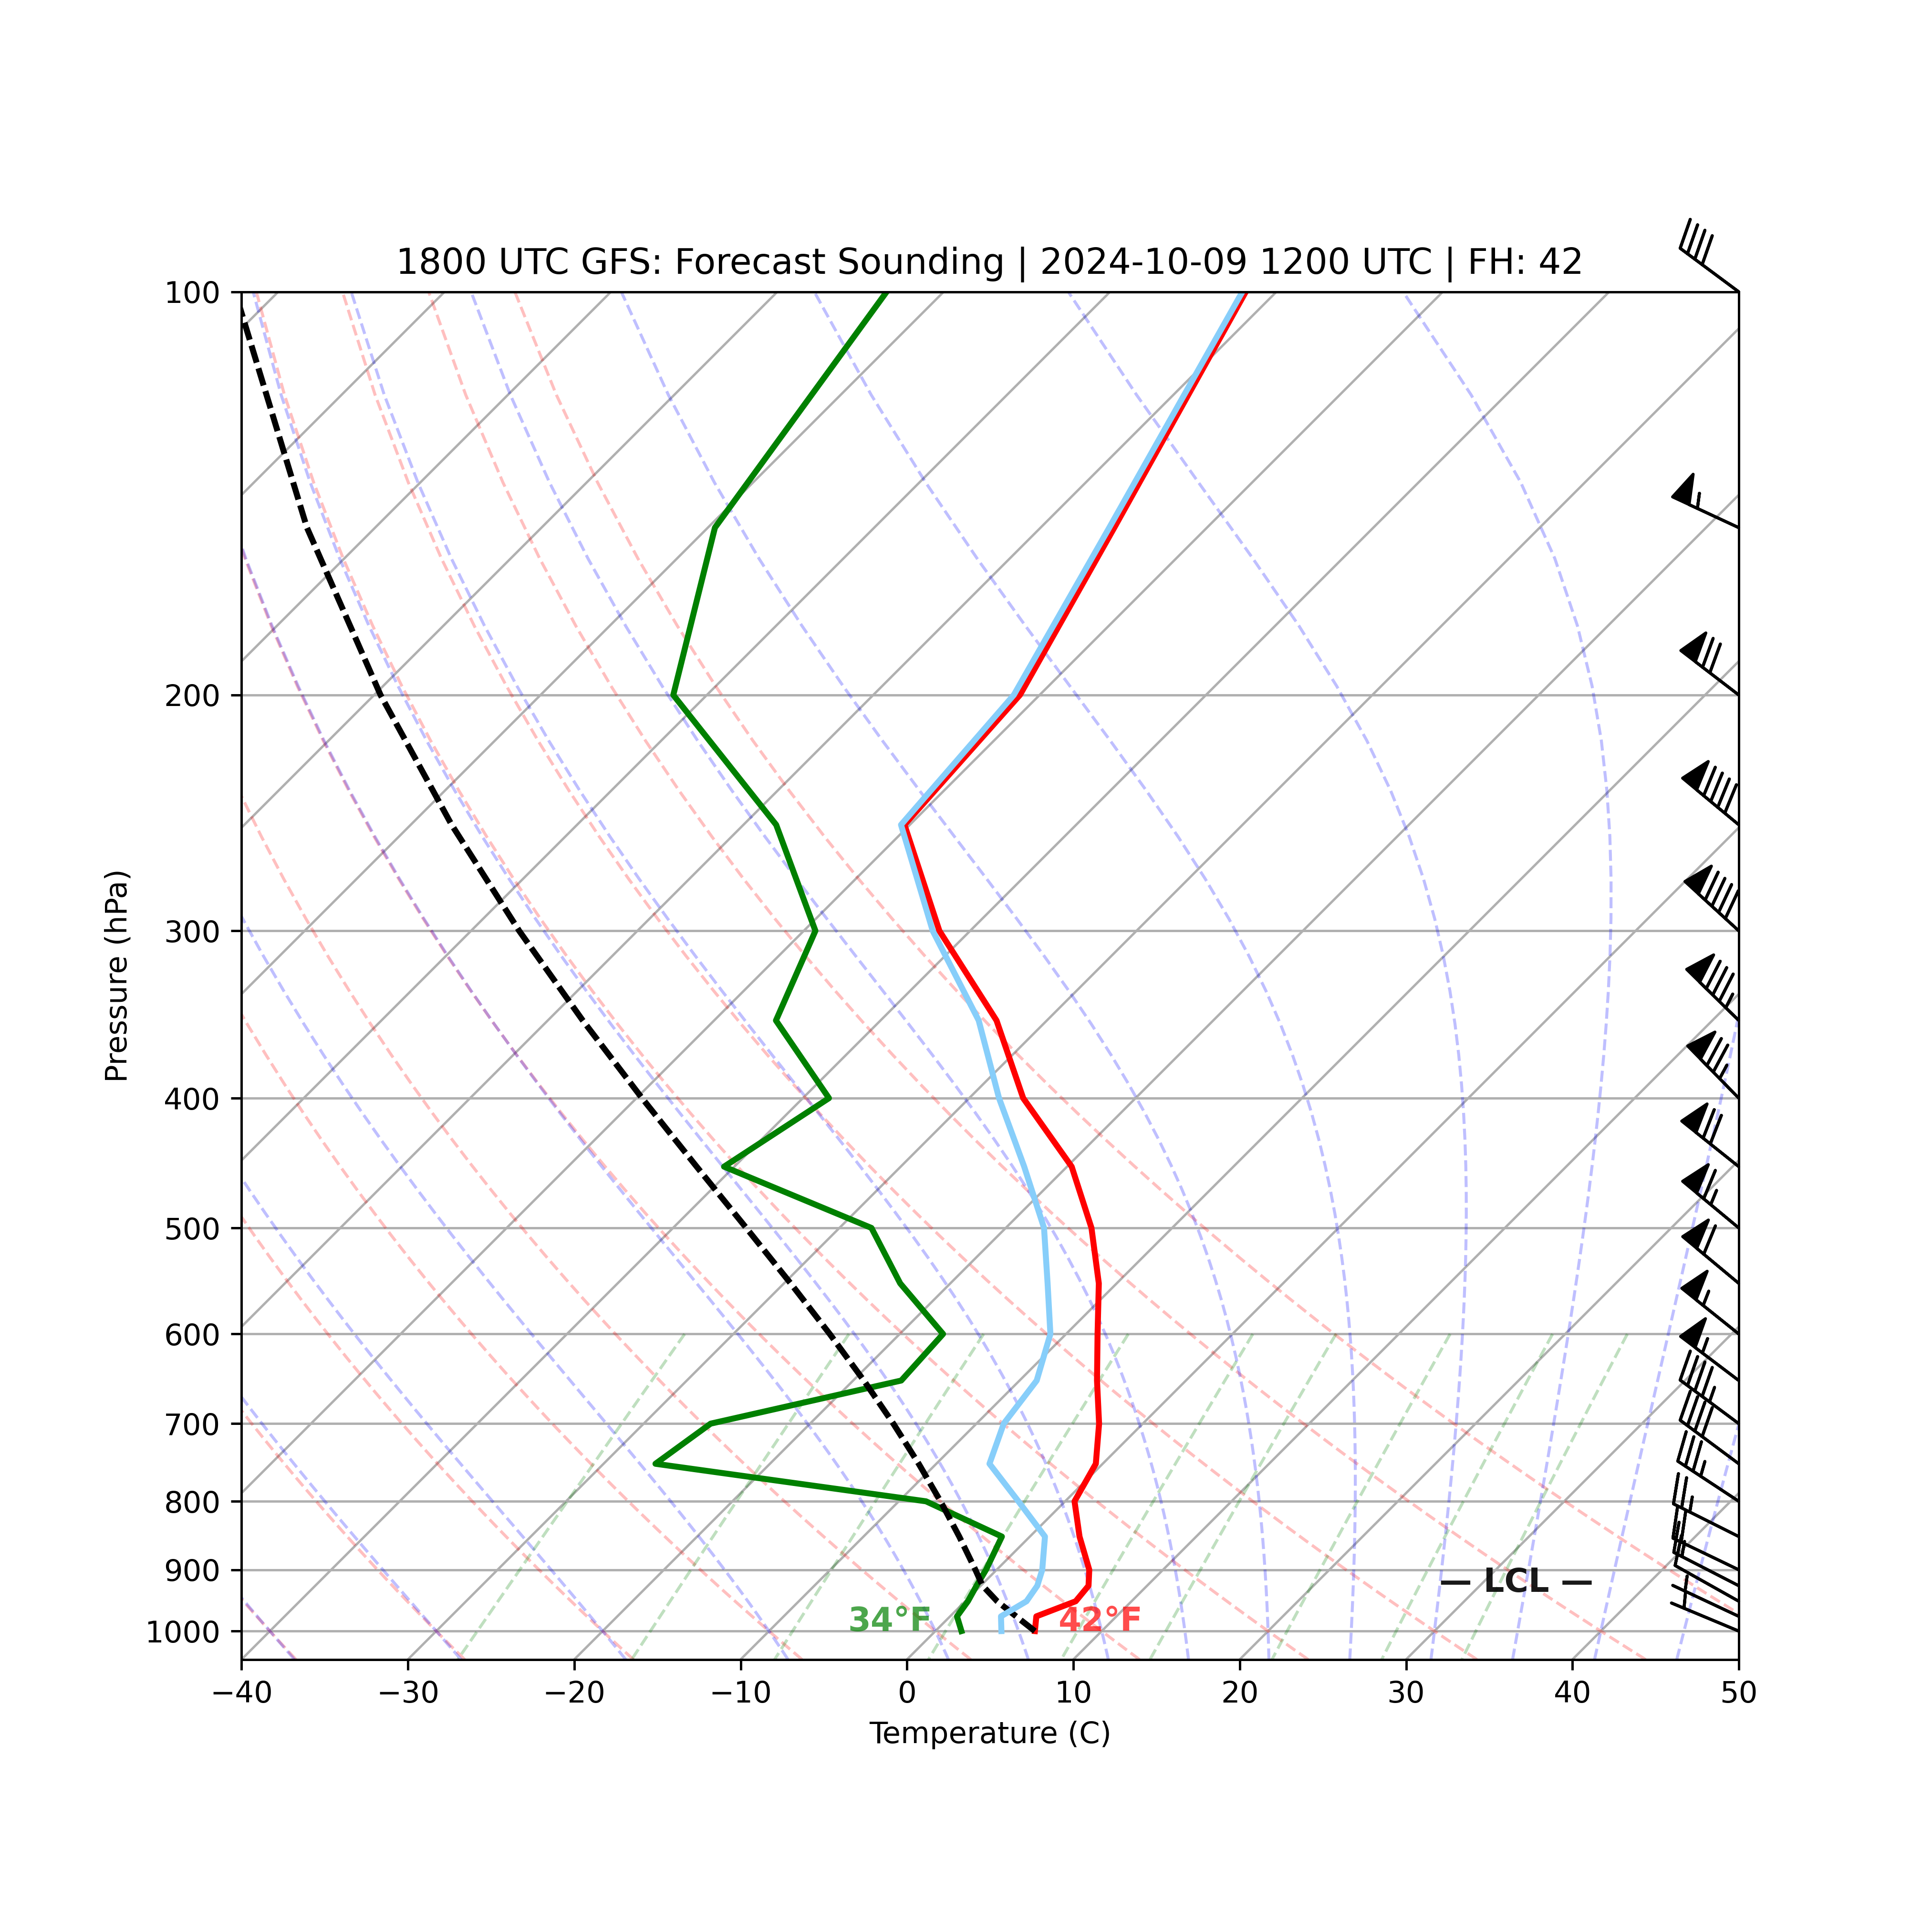 1800 UTC GFS: Forecast Sounding | 2024-10-09 1200 UTC | FH: 42
100
200
300
400
500
600
700
800
900
1000
Pressure (hPa)
— LCL —
34°F
42°F
−40 −30 −20 −10 0 10 20 30 40 50
Temperature (C)